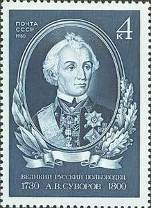 ПОЧТА
СССР
1980
4
К
ВЕЛИКИЙ РУССКИЙ ПОЛКОВОДЕЦ
1730 А.В.СУВОРОВ 1800